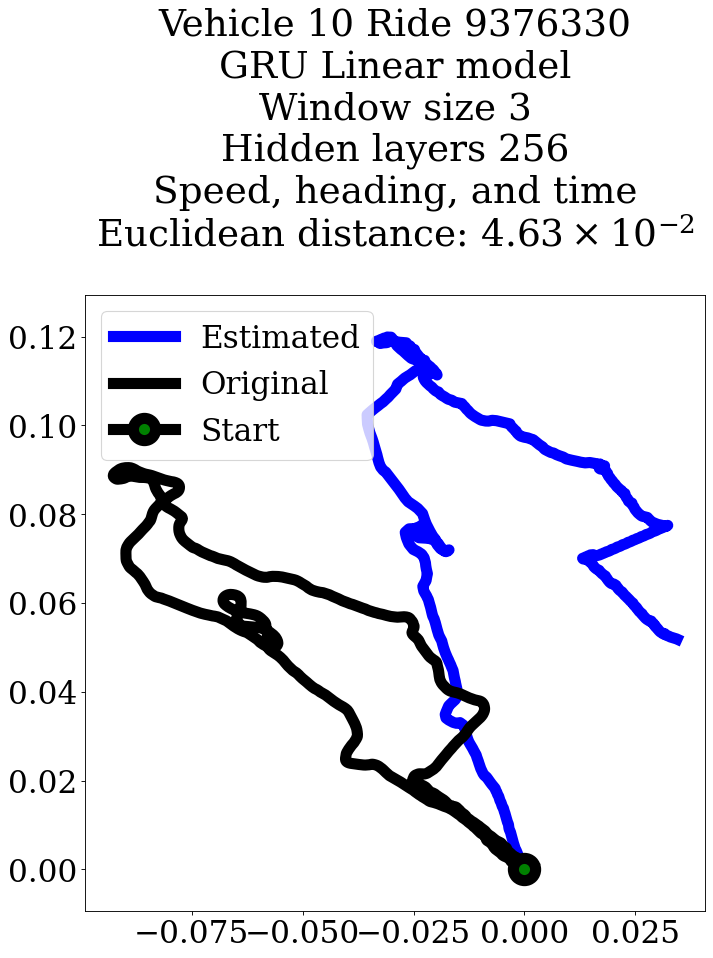 Vehicle 10 Ride 9376330
GRU Linear model
Window size 3
Hidden layers 256
Speed, heading, and time
Euclidean distance: 4.63 × 10⁻²
Estimated
Original
Start
0.12
0.10
0.08
0.06
0.04
0.02
0.00
−0.075
−0.050
−0.025
0.000
0.025